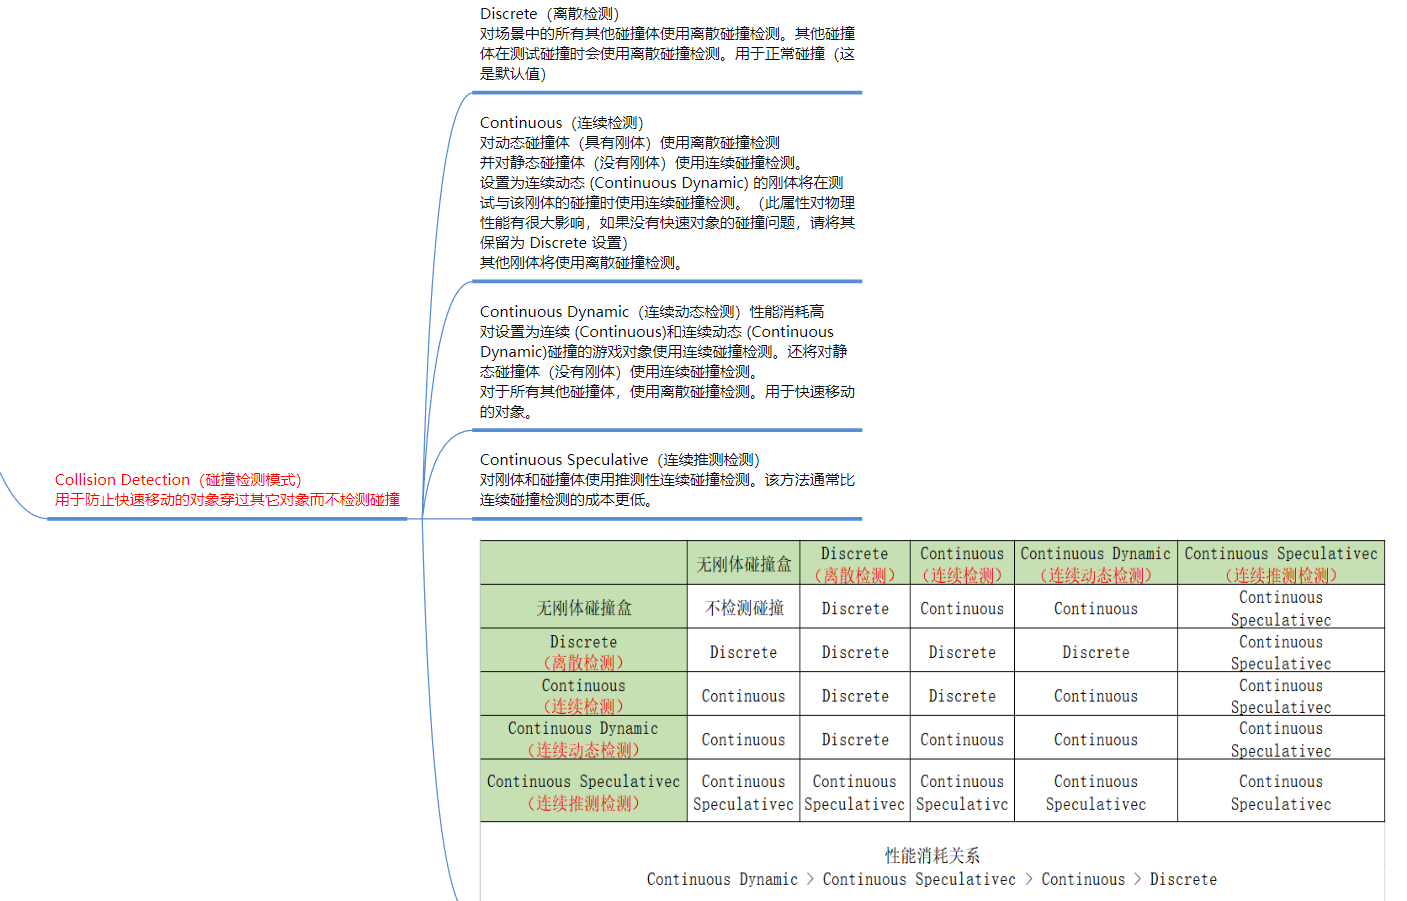 Discrete（离散检测）
对场景中的所有其他碰撞体使用离散碰撞检测。其他碰撞
体在测试碰撞时会使用离散碰撞检测。用于正常碰撞（这
是默认值）
Continuous（连续检测）
对动态碰撞体（具有刚体）使用离散碰撞检测
并对静态碰撞体（没有刚体）使用连续碰撞检测。
设置为连续动态 (Continuous Dynamic) 的刚体将在测
试与该刚体的碰撞时使用连续碰撞检测。（此属性对物理
性能有很大影响，如果没有快速对象的碰撞问题，请将其
保留为 Discrete 设置）
其他刚体将使用离散碰撞检测。
Continuous Dynamic（连续动态检测）性能消耗高
对设置为连续 (Continuous)和连续动态 (Continuous
Dynamic)碰撞的游戏对象使用连续碰撞检测。还将对静
态碰撞体（没有刚体）使用连续碰撞检测。
对于所有其他碰撞体，使用离散碰撞检测。用于快速移动
的对象。
Collision Detection（碰撞检测模式）
用于防止快速移动的对象穿过其它对象而不检测碰撞
Continuous Speculative（连续推测检测）
对刚体和碰撞体使用推测性连续碰撞检测。该方法通常比
连续碰撞检测的成本更低。
无刚体碰撞盒 Discrete（离散检测） Continuous（连续检测） Continuous Dynamic（连续动态检测） Continuous Speculativec（连续推测检测）
无刚体碰撞盒 不检测碰撞 Discrete Continuous Continuous Continuous Speculativec
Discrete（离散检测） Discrete Discrete Discrete Discrete Continuous Speculativec
Continuous（连续检测） Continuous Discrete Discrete Continuous Continuous Speculativec
Continuous Dynamic（连续动态检测） Continuous Discrete Continuous Continuous Continuous Speculativec
Continuous Speculativec（连续推测检测） Continuous Speculativec Continuous Speculativec Continuous Speculativc Continuous Speculativec Continuous Speculativec
性能消耗关系
Continuous Dynamic > Continuous Speculativec > Continuous > Discrete